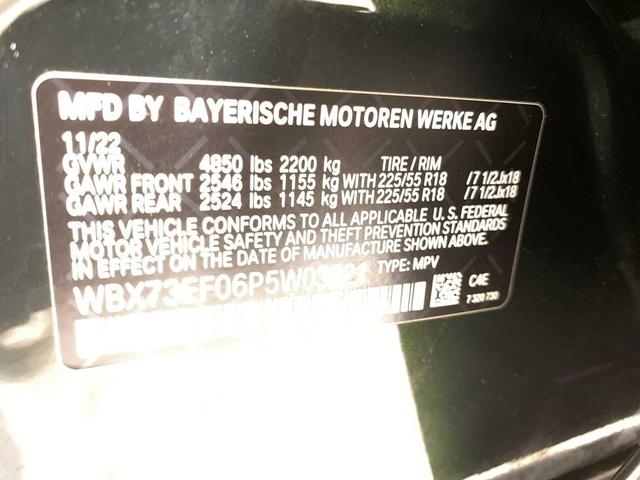 MFD BY BAYERISCHE MOTOREN WERKE AG
11/22
GVWR 4850 lbs 2200 kg TIRE / RIM
GAWR FRONT 2546 lbs 1155 kg WITH 225/55 R18 /7 1/2Jx18
GAWR REAR 2524 lbs 1145 kg WITH 225/55 R18 /7 1/2Jx18
THIS VEHICLE CONFORMS TO ALL APPLICABLE U. S. FEDERAL
MOTOR VEHICLE SAFETY AND THEFT PREVENTION STANDARDS
IN EFFECT ON THE DATE OF MANUFACTURE SHOWN ABOVE.
TYPE: MPV
C4E
7 320 730